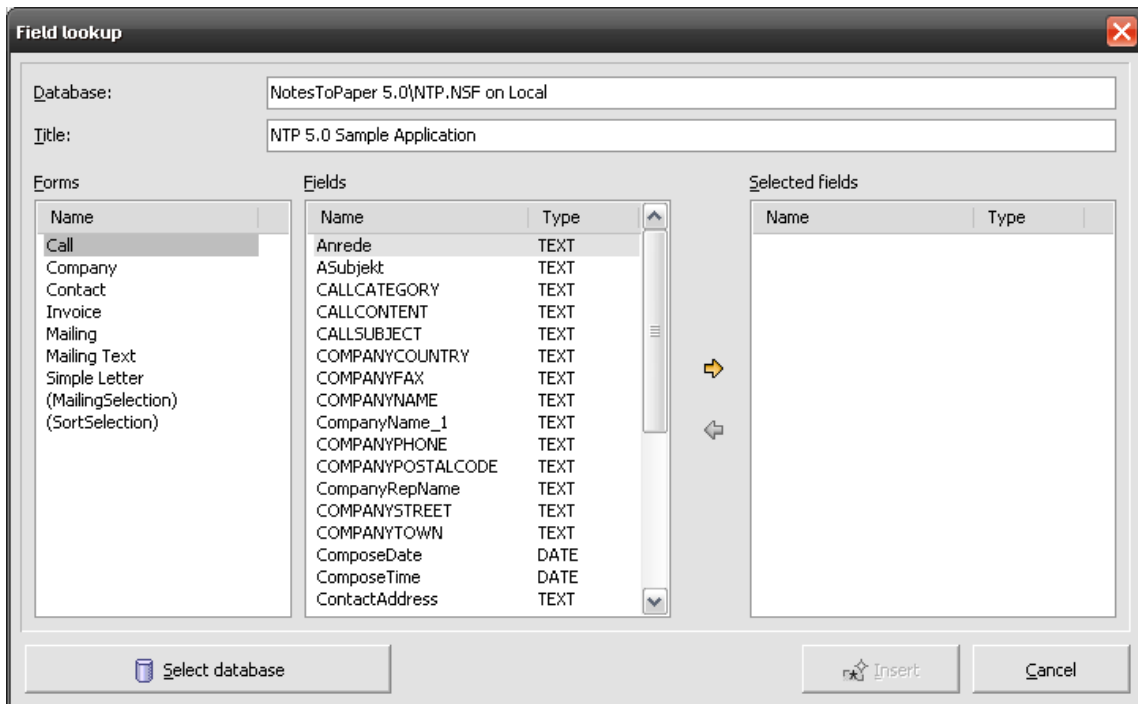 Field lookup
Database: NotesToPaper 5.0\NTP.NSF on Local
Title: NTP 5.0 Sample Application
Forms Fields Selected fields
Name Name Type Name Type
Call Anrede TEXT
Company ASubjekt TEXT
Contact CALLCATEGORY TEXT
Invoice CALLCONTENT TEXT
Mailing CALLSUBJECT TEXT
Mailing Text COMPANYCOUNTRY TEXT
Simple Letter COMPANYFAX TEXT
(MailingSelection) COMPANYNAME TEXT
(SortSelection) CompanyName_1 TEXT
COMPANYPHONE TEXT
COMPANYPOSTALCODE TEXT
CompanyRepName TEXT
COMPANYSTREET TEXT
COMPANYTOWN TEXT
ComposeDate DATE
ComposeTime DATE
ContactAddress TEXT
Select database Insert Cancel